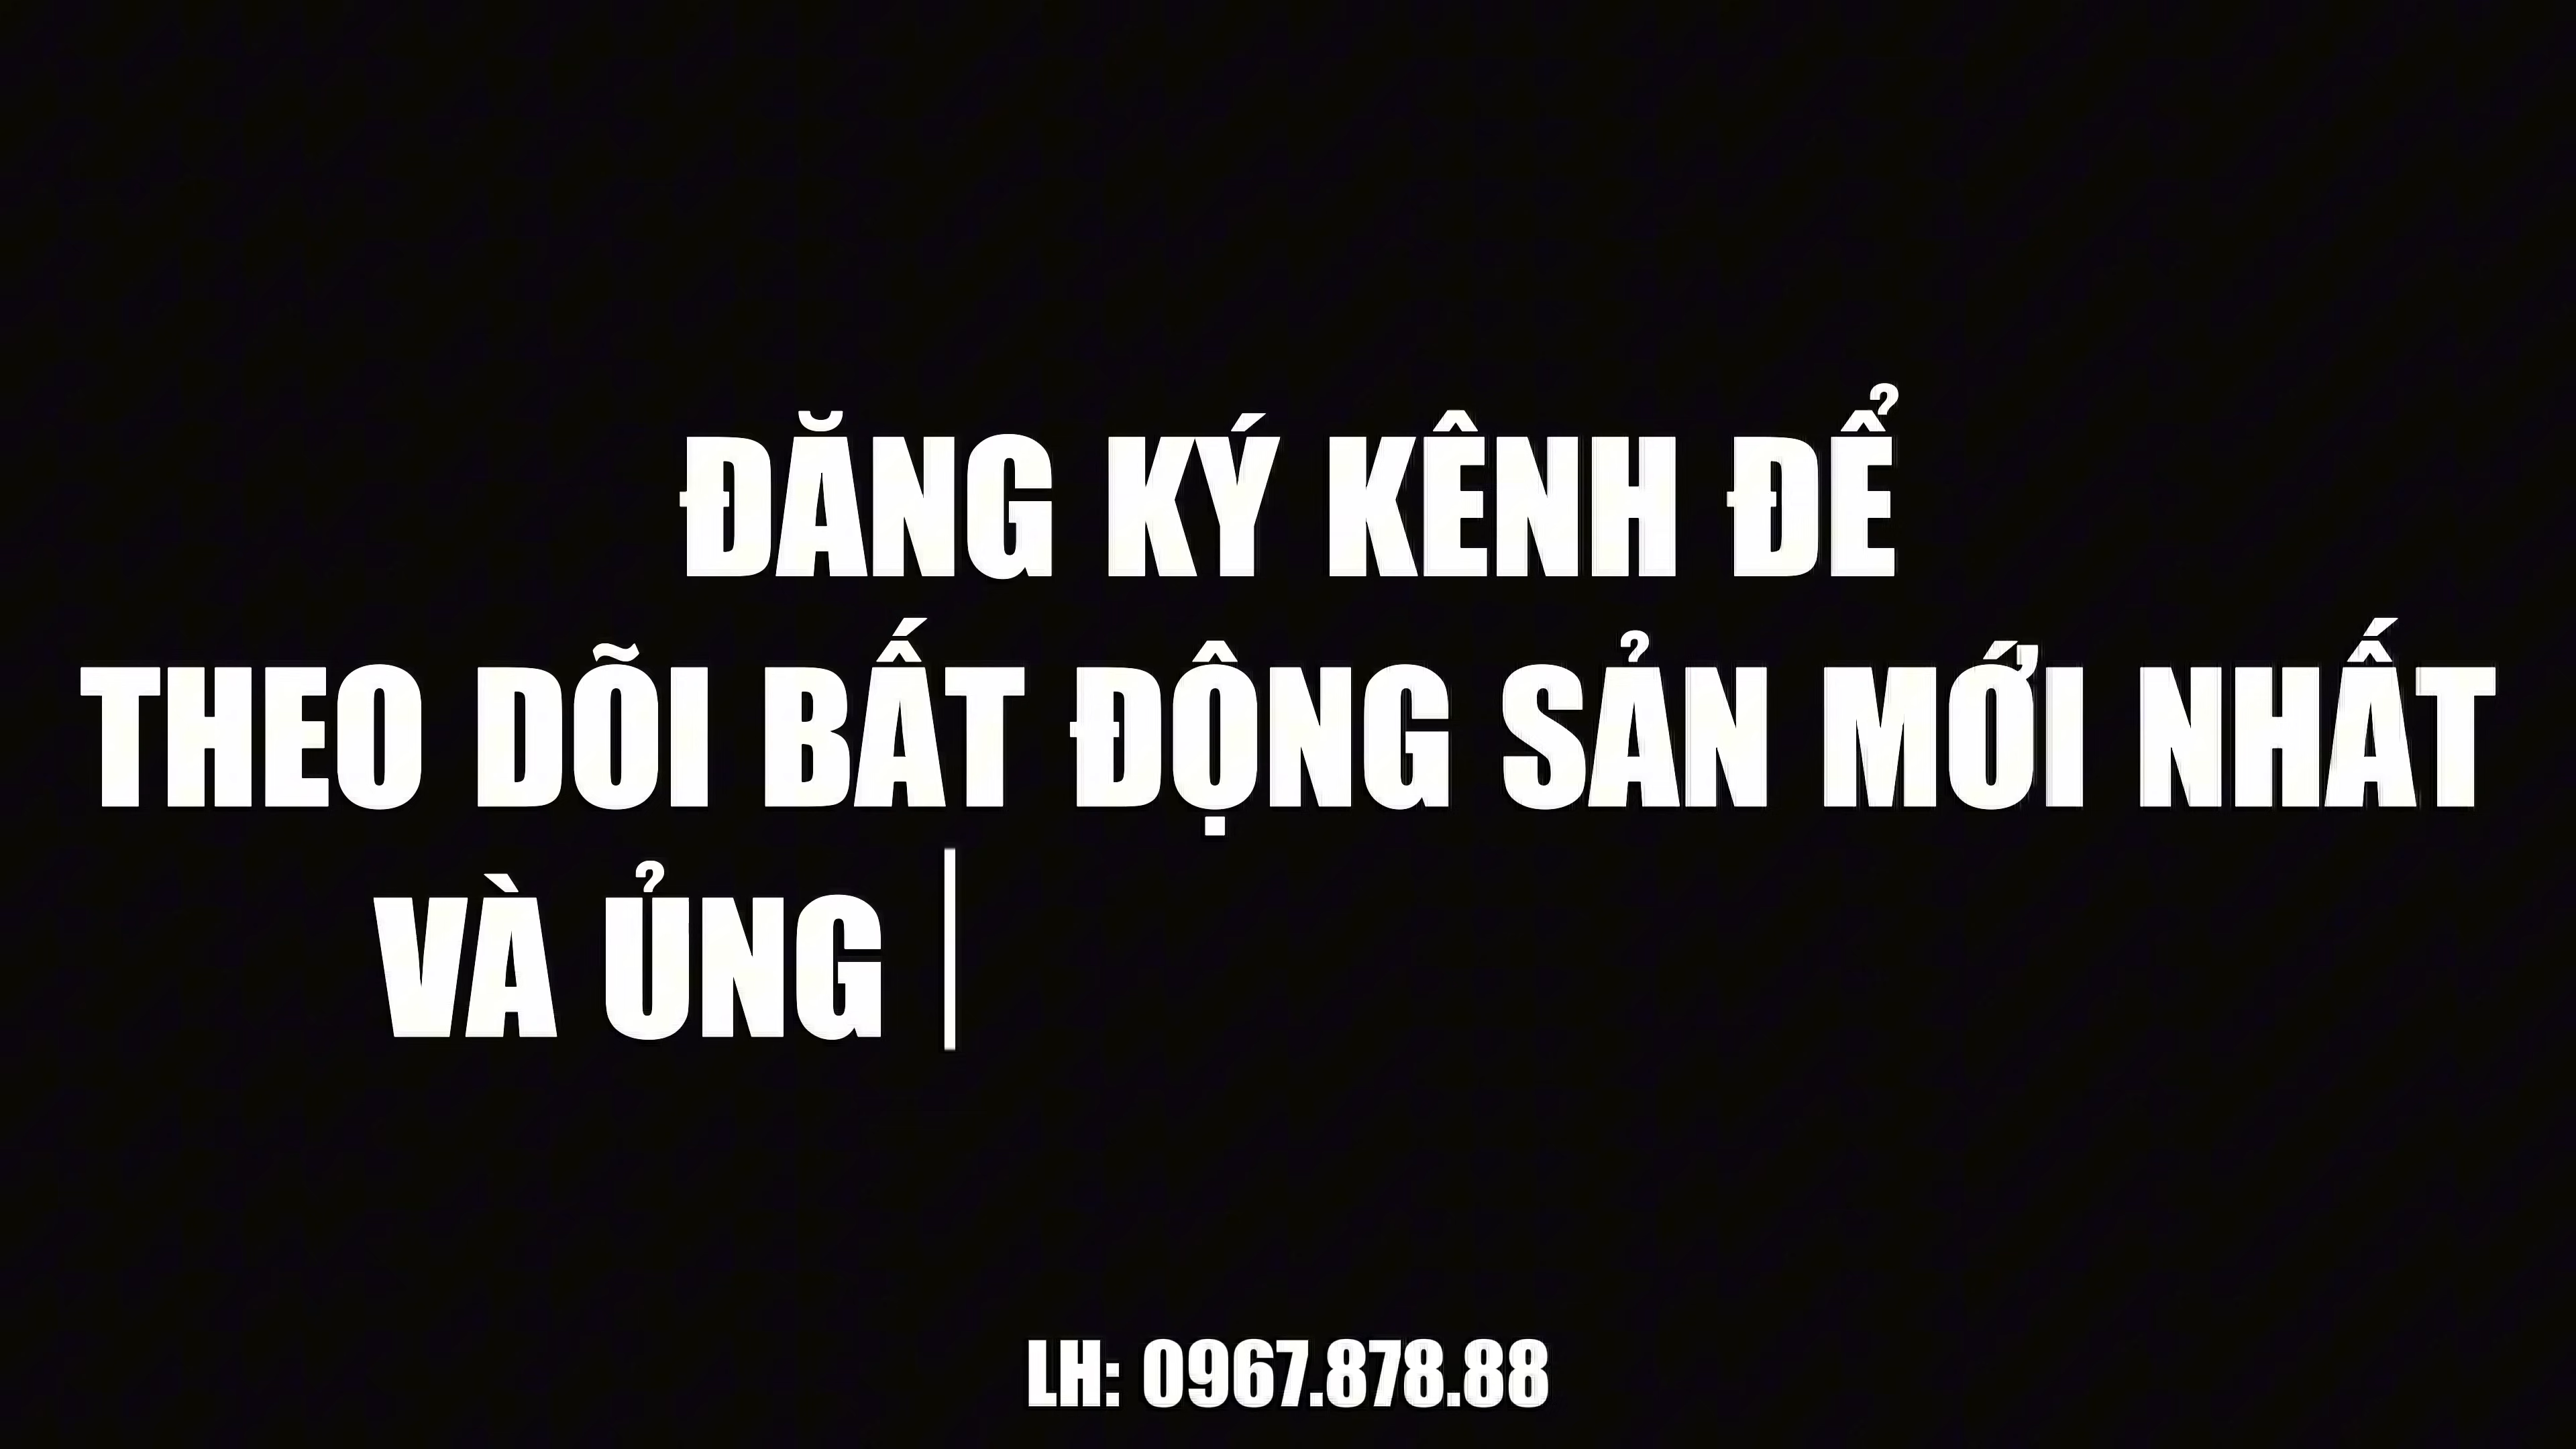 ĐĂNG KÝ KÊNH ĐỂ
THEO DÕI BẤT ĐỘNG SẢN MỚI NHẤT
VÀ ỦNG
LH: 0967.878.88